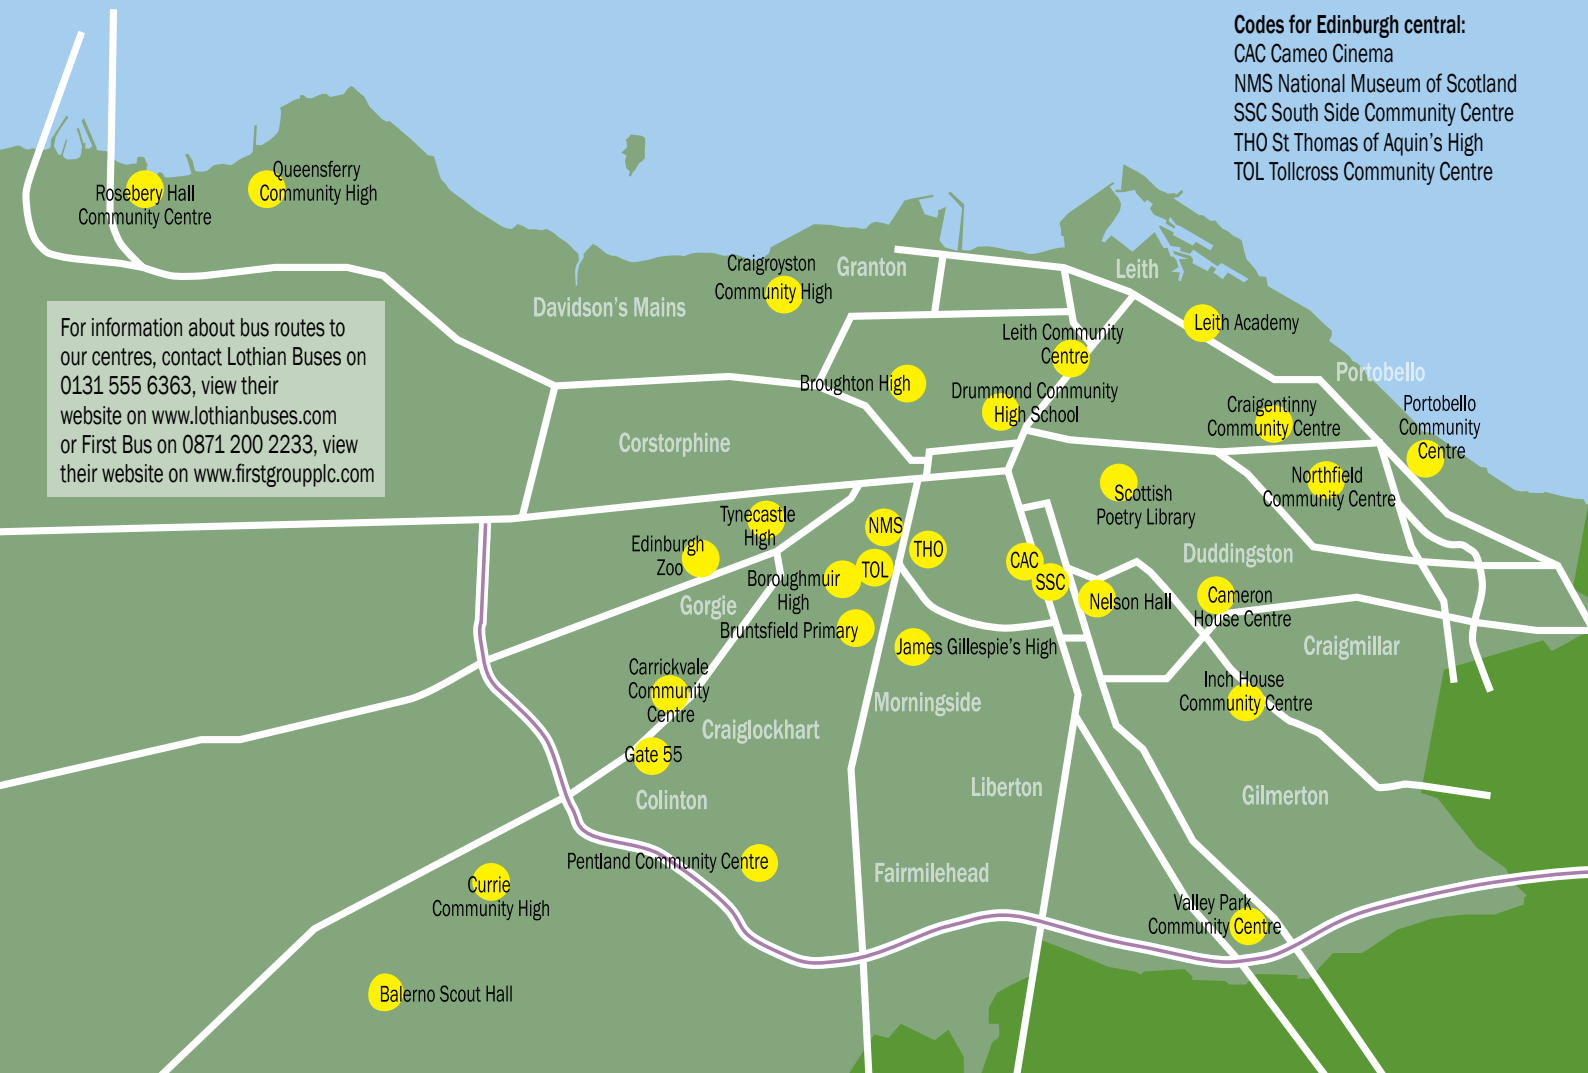 Codes for Edinburgh central:
CAC Cameo Cinema
NMS National Museum of Scotland
SSC South Side Community Centre
THO St Thomas of Aquin's High
TOL Tollcross Community Centre
Queensferry
Community High
Rosebery Hall
Community Centre
Craigroyston
Community High
Granton
Leith
Davidson's Mains
For information about bus routes to
our centres, contact Lothian Buses on
0131 555 6363, view their
website on www.lothianbuses.com
or First Bus on 0871 200 2233, view
their website on www.firstgroupplc.com
Leith Community
Centre
Leith Academy
Broughton High
Drummond Community
High School
Portobello
Craigentinny
Community Centre
Portobello
Community
Centre
Corstorphine
Scottish
Poetry Library
Northfield
Community Centre
Tynecastle
High
NMS
THO
Edinburgh
Zoo
Boroughmuir
High
TOL
CAC
SSC
Duddingston
Gorgie
Nelson Hall
Cameron
House Centre
Bruntsfield Primary
James Gillespie's High
Craigmillar
Carrickvale
Community
Centre
Inch House
Community Centre
Morningside
Craiglockhart
Gate 55
Colinton
Liberton
Gilmerton
Pentland Community Centre
Fairmilehead
Currie
Community High
Valley Park
Community Centre
Balerno Scout Hall